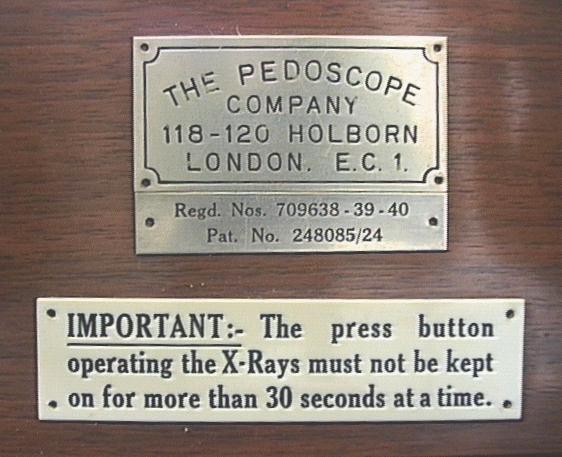 THE PEDOSCOPE
COMPANY
118-120 HOLBORN
LONDON. E.C.1.
Regd. Nos. 709638-39-40
Pat. No. 248085/24
IMPORTANT:- The press button
operating the X-Rays must not be kept
on for more than 30 seconds at a time.